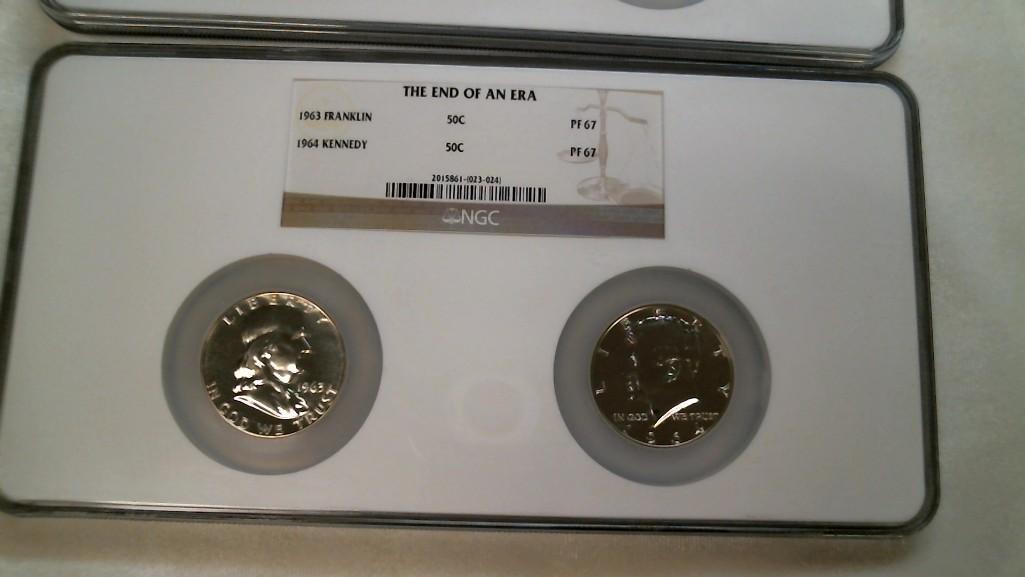 THE END OF AN ERA
1963 FRANKLIN 50C PF 67
1964 KENNEDY 50C PF 67
2015861-(023-024)
NGC
LIBERTY
1963
IN GOD WE TRUST
LIBERTY
IN GOD WE TRUST
1964